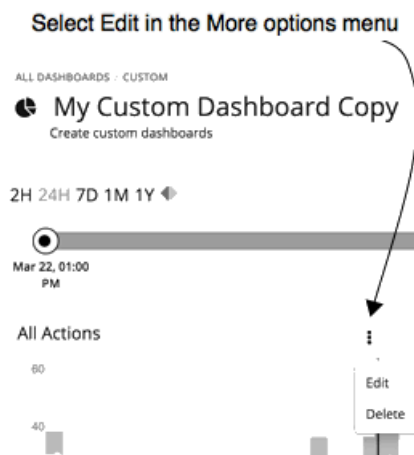 Select Edit in the More options menu
ALL DASHBOARDS / CUSTOM
My Custom Dashboard Copy
Create custom dashboards
2H 24H 7D 1M 1Y
Mar 22, 01:00
PM
All Actions
60
Edit
Delete
40